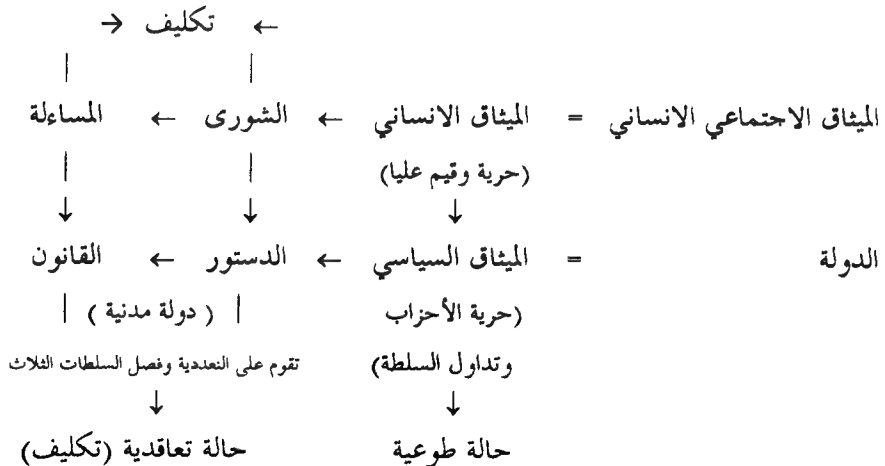 → تكليف ←
| |
الميثاق الاجتماعي الانساني = الميثاق الانساني ← الشورى ← المساءلة
(حرية وقيم عليا) | |
↓ ↓ ↓
الدولة = الميثاق السياسي ← الدستور ← القانون
(حرية الأحزاب | ( دولة مدنية ) |
وتداول السلطة) تقوم على التعددية وفصل السلطات الثلاث
↓ ↓
حالة طوعية حالة تعاقدية (تكليف)